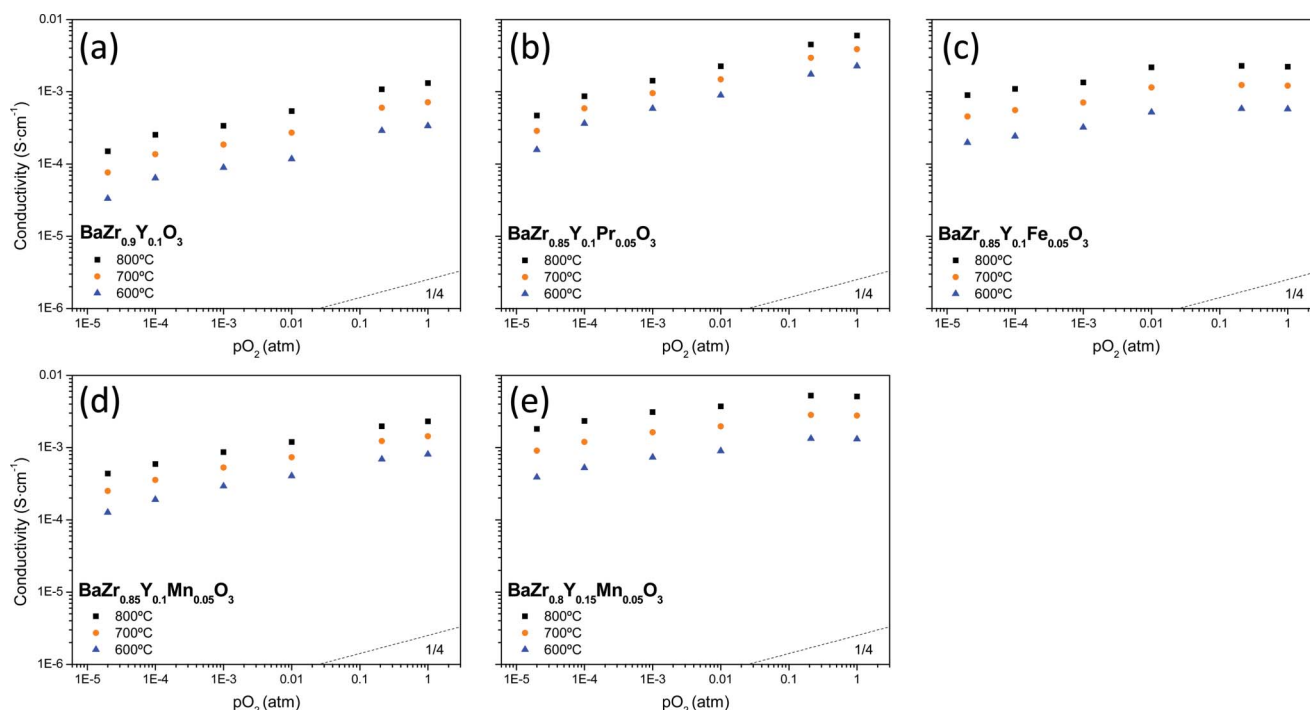 (a)
Conductivity (S·cm⁻¹)
0.01
1E-3
1E-4
1E-5
1E-6
BaZr₀.₉Y₀.₁O₃
800ºC
700ºC
600ºC
1/4
1E-5 1E-4 1E-3 0.01 0.1 1
pO₂ (atm)
(b)
BaZr₀.₈₅Y₀.₁Pr₀.₀₅O₃
800ºC
700ºC
600ºC
1/4
1E-5 1E-4 1E-3 0.01 0.1 1
pO₂ (atm)
(c)
BaZr₀.₈₅Y₀.₁Fe₀.₀₅O₃
800ºC
700ºC
600ºC
1/4
1E-5 1E-4 1E-3 0.01 0.1 1
pO₂ (atm)
(d)
Conductivity (S·cm⁻¹)
0.01
1E-3
1E-4
1E-5
1E-6
BaZr₀.₈₅Y₀.₁Mn₀.₀₅O₃
800ºC
700ºC
600ºC
1/4
1E-5 1E-4 1E-3 0.01 0.1 1
pO₂ (atm)
(e)
BaZr₀.₈Y₀.₁₅Mn₀.₀₅O₃
800ºC
700ºC
600ºC
1/4
1E-5 1E-4 1E-3 0.01 0.1 1
pO₂ (atm)